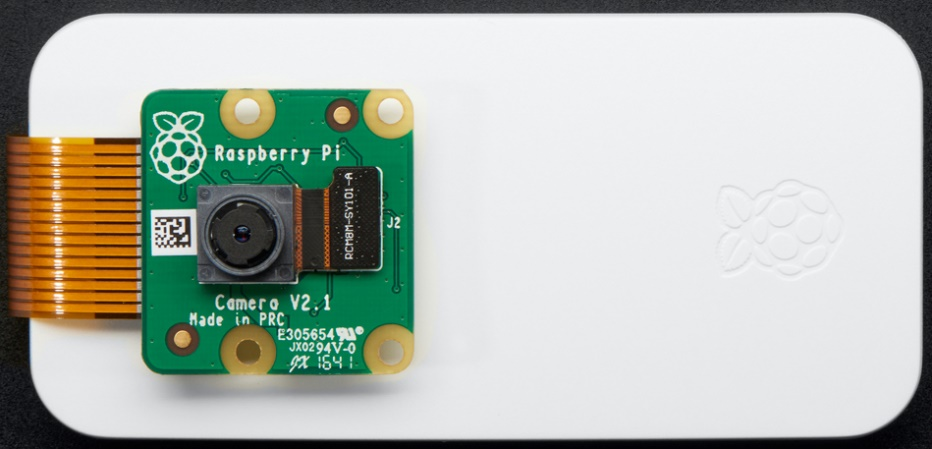 Raspberry Pi
RCM8M-SY101-A
J2
Camera V2.1
Made in PRC
E305654
JX02 94V-0
1641